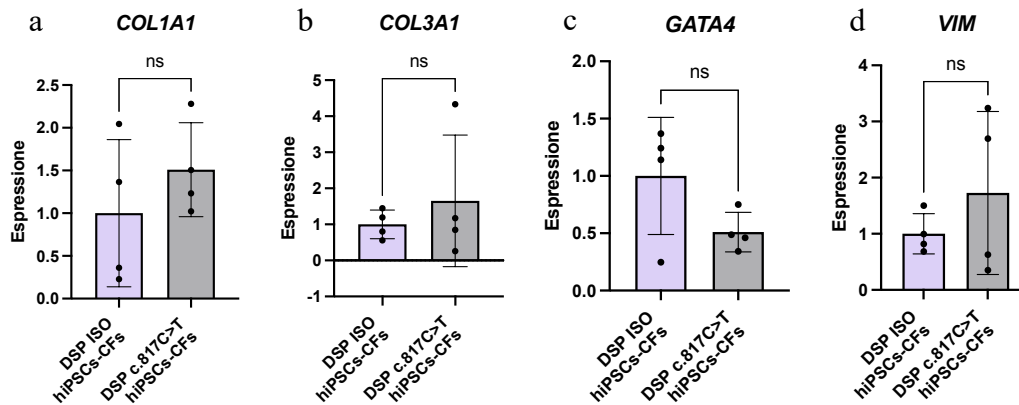 a
COL1A1
ns
Espressione
2.5
2.0
1.5
1.0
0.5
0.0
DSP ISO
hiPSCs-CFs
DSP c.817C>T
hiPSCs-CFs
b
COL3A1
ns
Espressione
5
4
3
2
1
0
-1
DSP ISO
hiPSCs-CFs
DSP c.817C>T
hiPSCs-CFs
c
GATA4
ns
Espressione
2.0
1.5
1.0
0.5
0.0
DSP ISO
hiPSCs-CFs
DSP c.817C>T
hiPSCs-CFs
d
VIM
ns
Espressione
4
3
2
1
0
DSP ISO
hiPSCs-CFs
DSP c.817C>T
hiPSCs-CFs